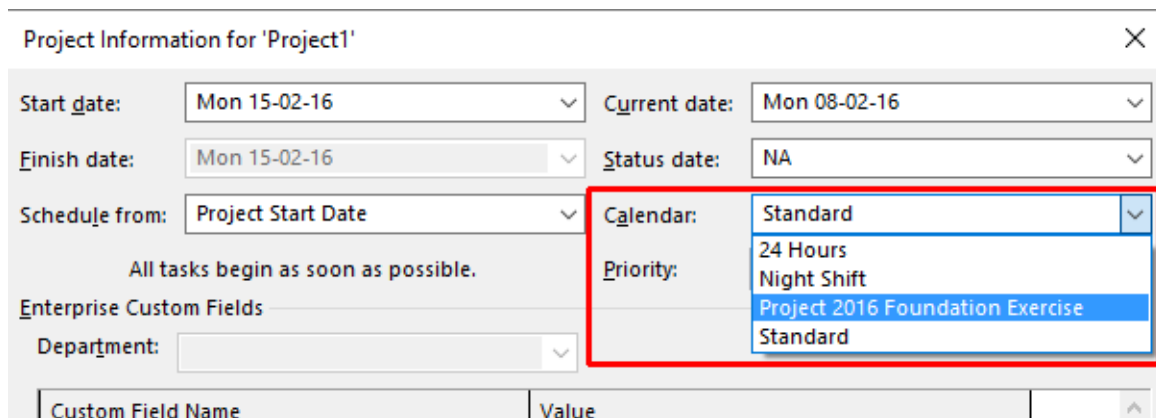 Project Information for 'Project1'
Start date: Mon 15-02-16 Current date: Mon 08-02-16
Finish date: Mon 15-02-16 Status date: NA
Schedule from: Project Start Date Calendar: Standard
24 Hours
All tasks begin as soon as possible. Priority: Night Shift
Enterprise Custom Fields Project 2016 Foundation Exercise
Standard
Department:
Custom Field Name Value